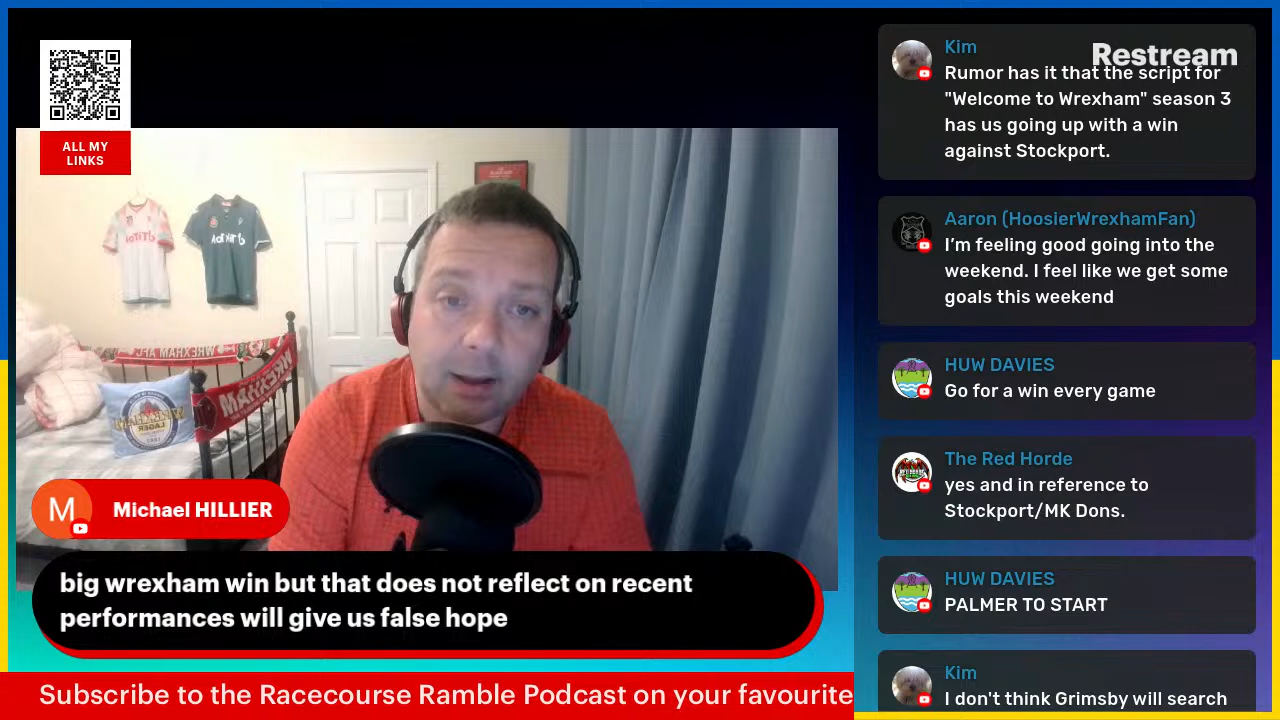 ALL MY
LINKS
WREXHAM AFC
WREXHAM
WREXHAM
LAGER
Michael HILLIER
M
big wrexham win but that does not reflect on recent
performances will give us false hope
Subscribe to the Racecourse Ramble Podcast on your favourite
Restream
Kim
Rumor has it that the script for
"Welcome to Wrexham" season 3
has us going up with a win
against Stockport.
Aaron (HoosierWrexhamFan)
I’m feeling good going into the
weekend. I feel like we get some
goals this weekend
HUW DAVIES
Go for a win every game
The Red Horde
yes and in reference to
Stockport/MK Dons.
HUW DAVIES
PALMER TO START
Kim
I don't think Grimsby will search